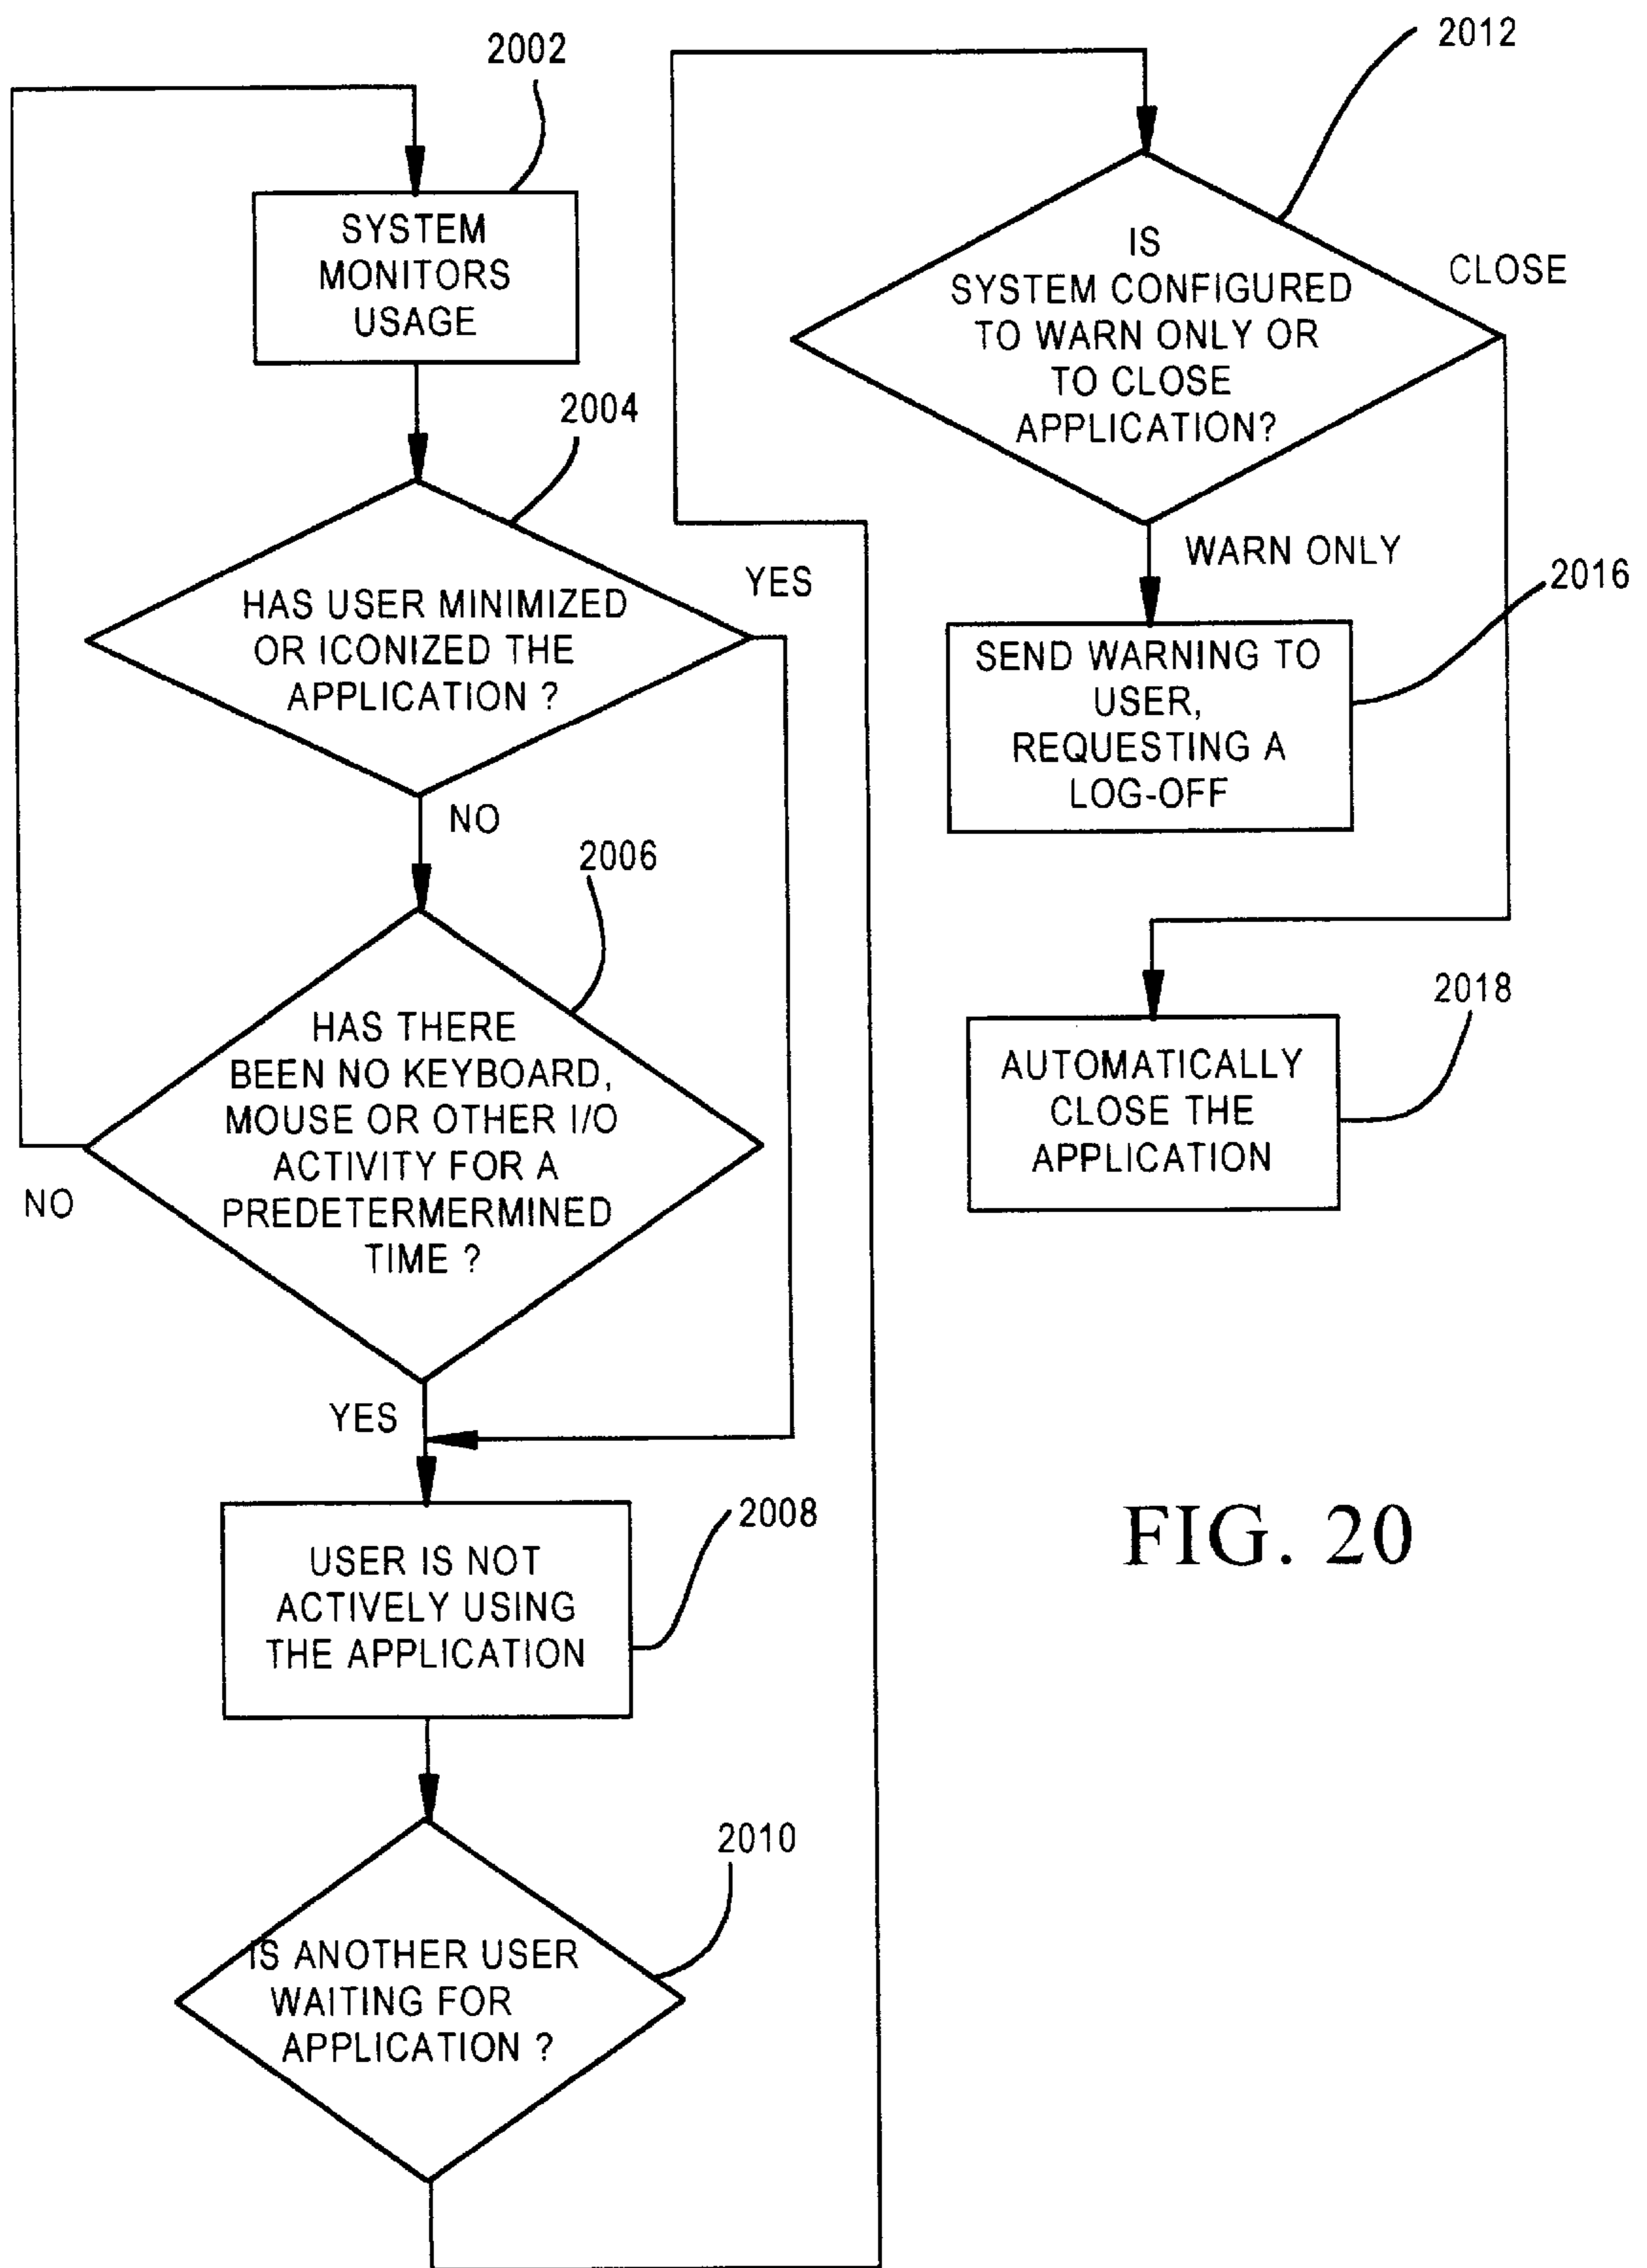 2002
SYSTEM
MONITORS
USAGE
2004
HAS USER MINIMIZED
OR ICONIZED THE
APPLICATION ?
YES
NO
2006
HAS THERE
BEEN NO KEYBOARD,
MOUSE OR OTHER I/O
ACTIVITY FOR A
PREDETERMERMINED
TIME ?
NO
YES
2008
USER IS NOT
ACTIVELY USING
THE APPLICATION
2010
IS ANOTHER USER
WAITING FOR
APPLICATION ?
2012
IS
SYSTEM CONFIGURED
TO WARN ONLY OR
TO CLOSE
APPLICATION?
CLOSE
WARN ONLY
2016
SEND WARNING TO
USER,
REQUESTING A
LOG-OFF
2018
AUTOMATICALLY
CLOSE THE
APPLICATION
FIG. 20